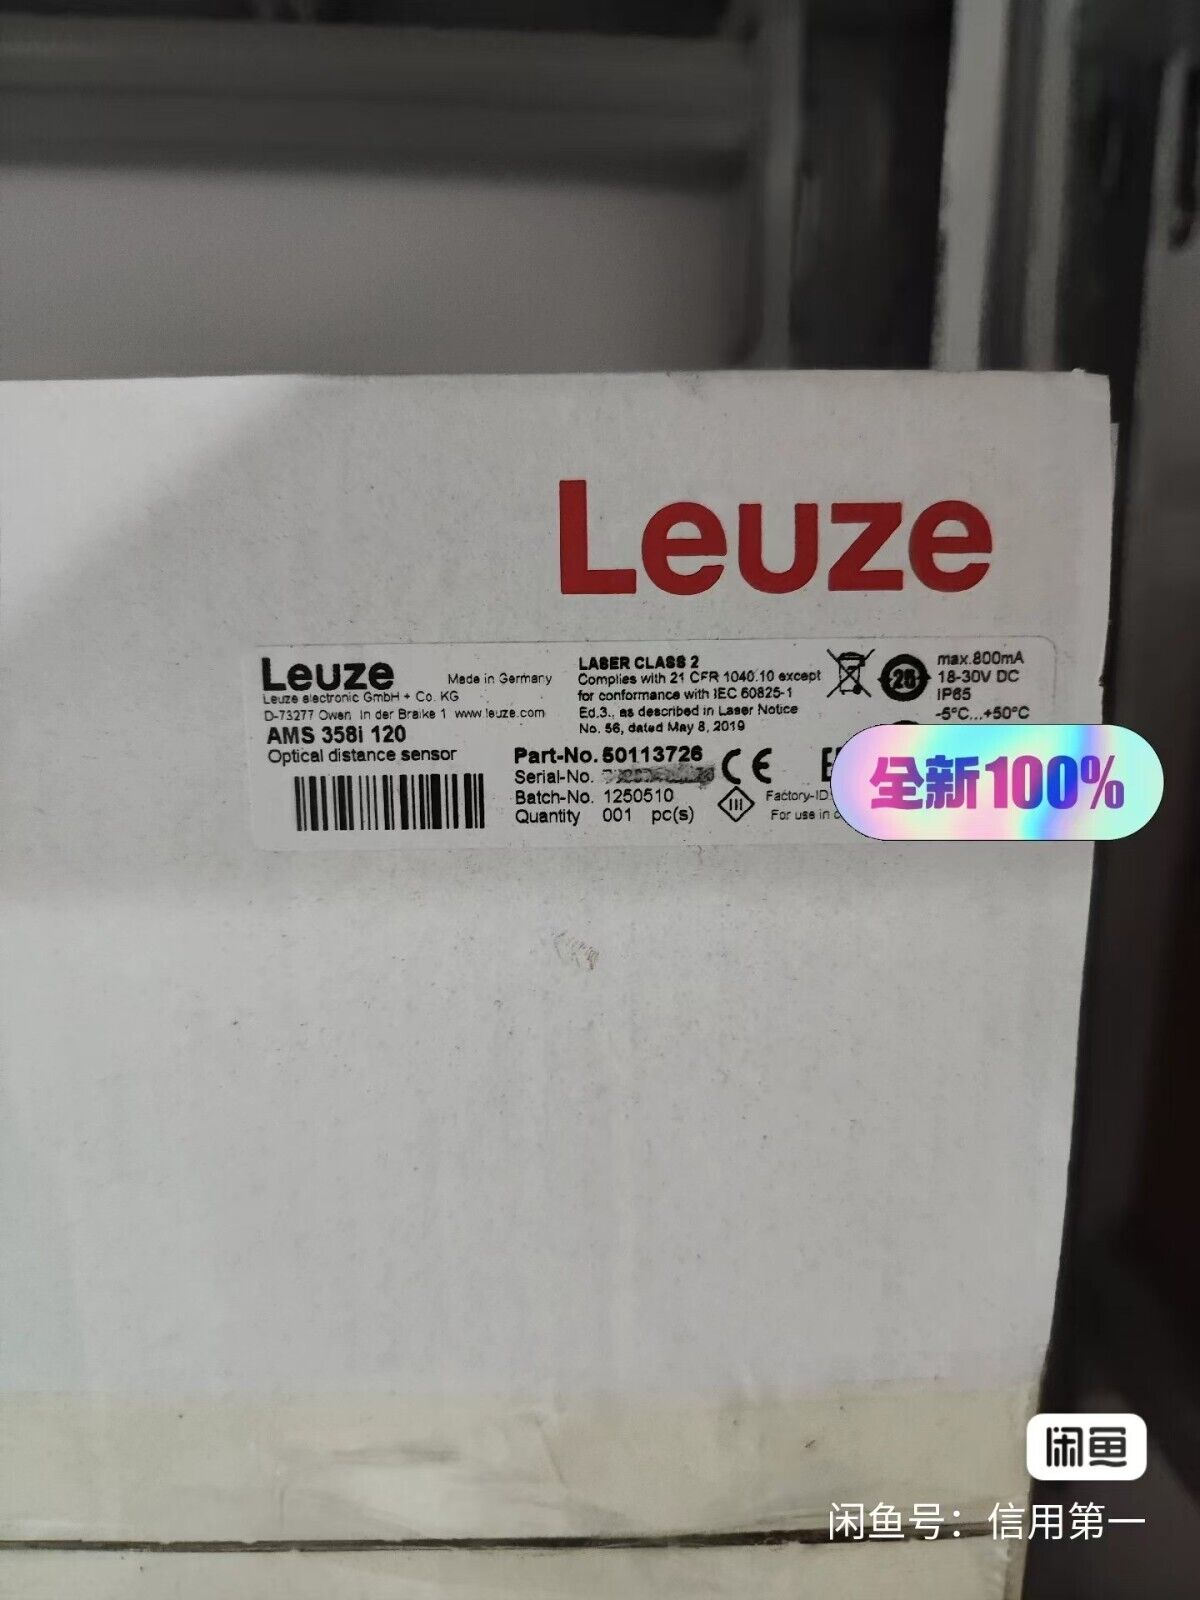 Leuze
Leuze
Made in Germany
Leuze electronic GmbH + Co. KG
D-73277 Owen In der Braike 1 www.leuze.com
AMS 358i 120
Optical distance sensor
LASER CLASS 2
Complies with 21 CFR 1040.10 except
for conformance with IEC 60825-1
Ed.3., as described in Laser Notice
No. 56, dated May 8, 2019
Part-No. 50113726
Serial-No.
Batch-No. 1250510
Quantity 001 pc(s)
CE
Factory-ID
For use in
25
max.800mA
18-30V DC
IP65
-5°C...+50°C
全新100%
闲鱼
闲鱼号：信用第一